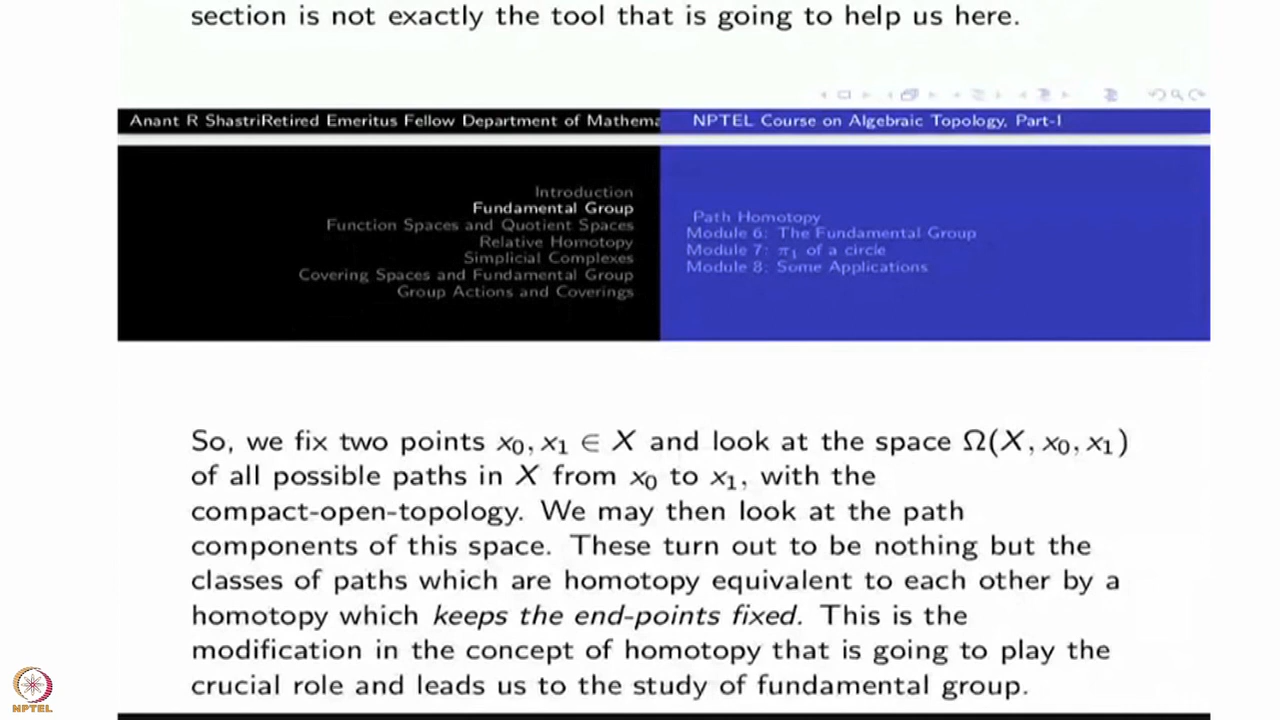 section is not exactly the tool that is going to help us here.
Anant R ShastriRetired Emeritus Fellow Department of Mathema
NPTEL Course on Algebraic Topology, Part-I
Introduction
Fundamental Group
Function Spaces and Quotient Spaces
Relative Homotopy
Simplicial Complexes
Covering Spaces and Fundamental Group
Group Actions and Coverings
Path Homotopy
Module 6: The Fundamental Group
Module 7: π₁ of a circle
Module 8: Some Applications
So, we fix two points x₀, x₁ ∈ X and look at the space Ω(X, x₀, x₁)
of all possible paths in X from x₀ to x₁, with the
compact-open-topology. We may then look at the path
components of this space. These turn out to be nothing but the
classes of paths which are homotopy equivalent to each other by a
homotopy which keeps the end-points fixed. This is the
modification in the concept of homotopy that is going to play the
crucial role and leads us to the study of fundamental group.
NPTEL